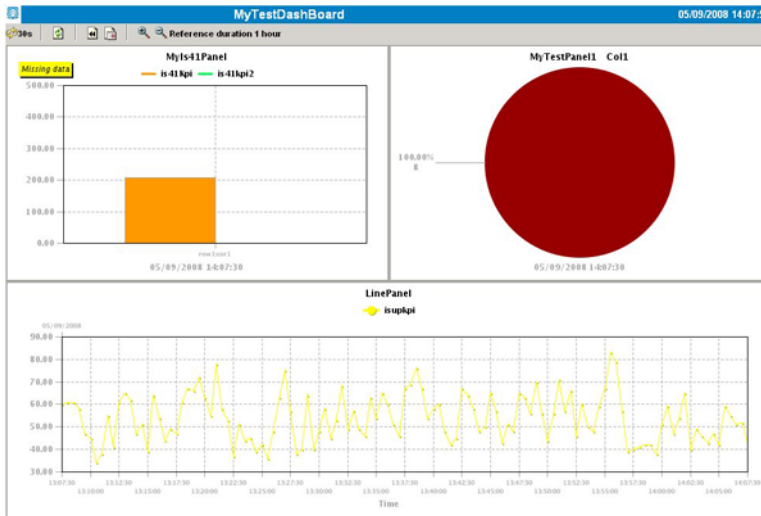 MyTestDashBoard
05/09/2008 14:07:5
30s
Reference duration 1 hour
MyIs41Panel
Missing data
is41Kpi
is41kpi2
500.00
400.00
300.00
200.00
100.00
0.00
05/09/2008 14:07:30
MyTestPanel1 Col1
100.00%
05/09/2008 14:07:30
LinePanel
isupkpi
05/09/2008
90.00
80.00
70.00
60.00
50.00
40.00
30.00
13:07:30 13:12:30 13:15:00 13:17:30 13:20:00 13:22:30 13:25:00 13:27:30 13:30:00 13:32:30 13:35:00 13:37:30 13:40:00 13:42:30 13:45:00 13:47:30 13:50:00 13:52:30 13:55:00 13:57:30 14:00:00 14:02:30 14:05:00 14:07:30
13:10:00
Time